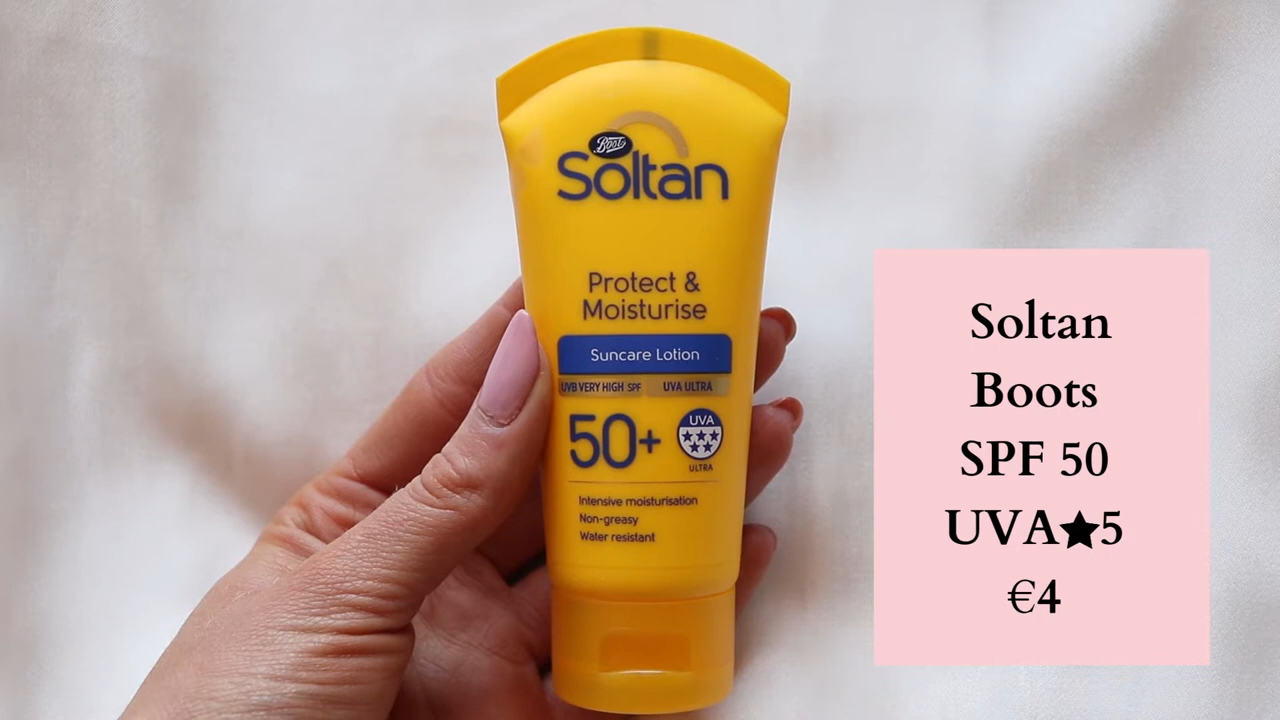 Boots
Soltan
Protect &
Moisturise
Suncare Lotion
UVB VERY HIGH SPF
UVA ULTRA
50+
UVA
ULTRA
Intensive moisturisation
Non-greasy
Water resistant
Soltan
Boots
SPF 50
UVA★5
€4